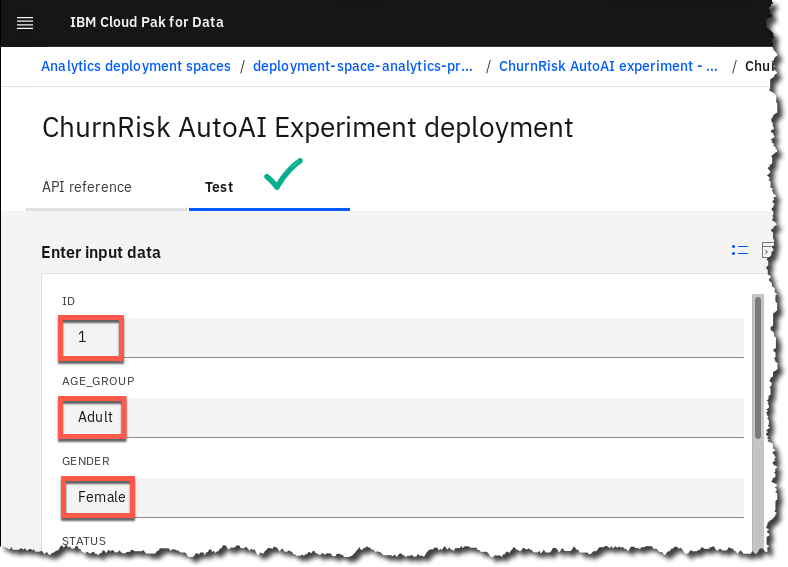 IBM Cloud Pak for Data
Analytics deployment spaces / deployment-space-analytics-pr... / ChurnRisk AutoAI experiment - ... /
ChurnRisk AutoAI Experiment deployment
API reference Test
Enter input data
ID
1
AGE_GROUP
Adult
GENDER
Female
STATUS